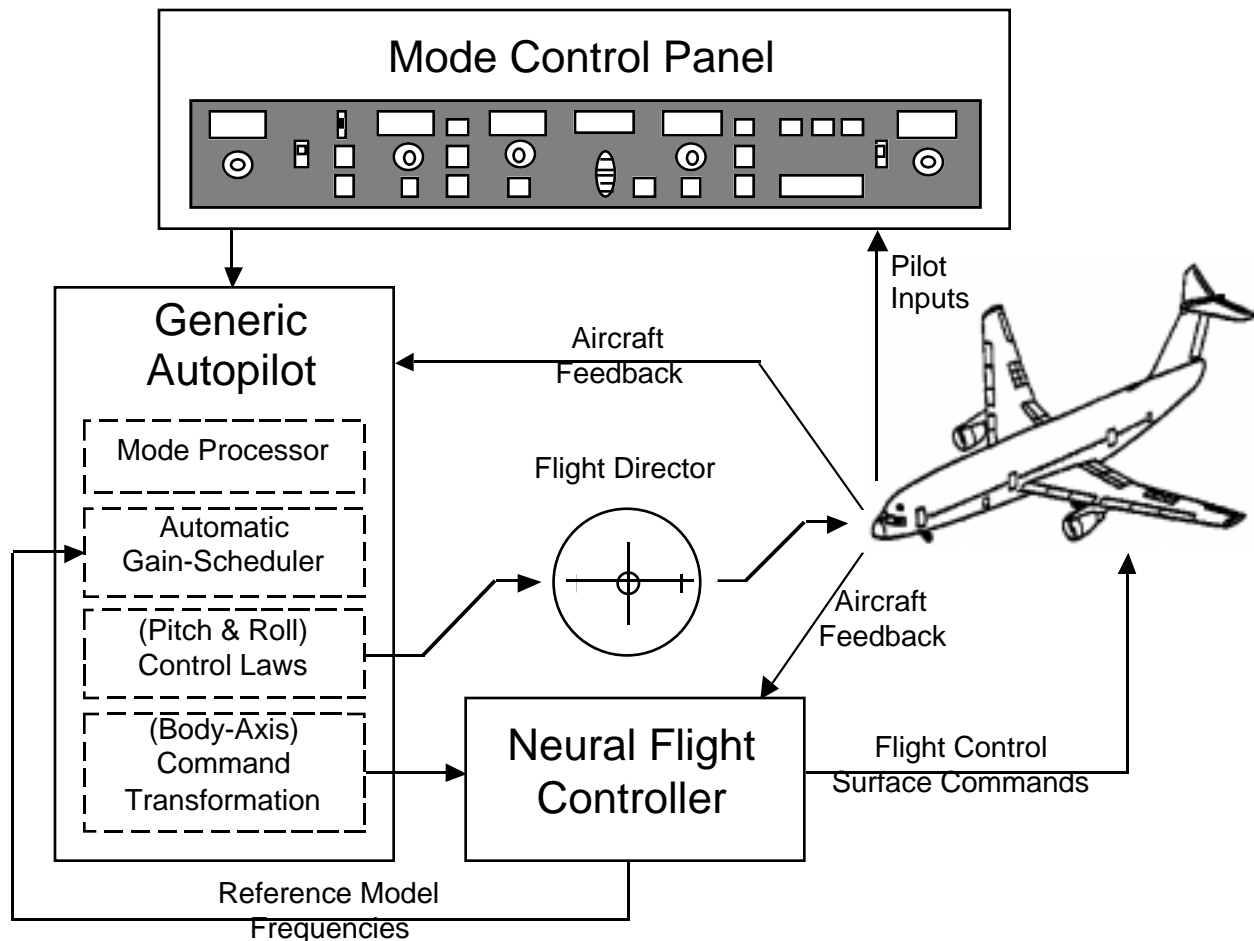 Mode Control Panel
Pilot
Inputs
Generic
Autopilot
Aircraft
Feedback
Mode Processor
Flight Director
Automatic
Gain-Scheduler
(Pitch & Roll)
Control Laws
Aircraft
Feedback
(Body-Axis)
Command
Transformation
Neural Flight
Controller
Flight Control
Surface Commands
Reference Model
Frequencies